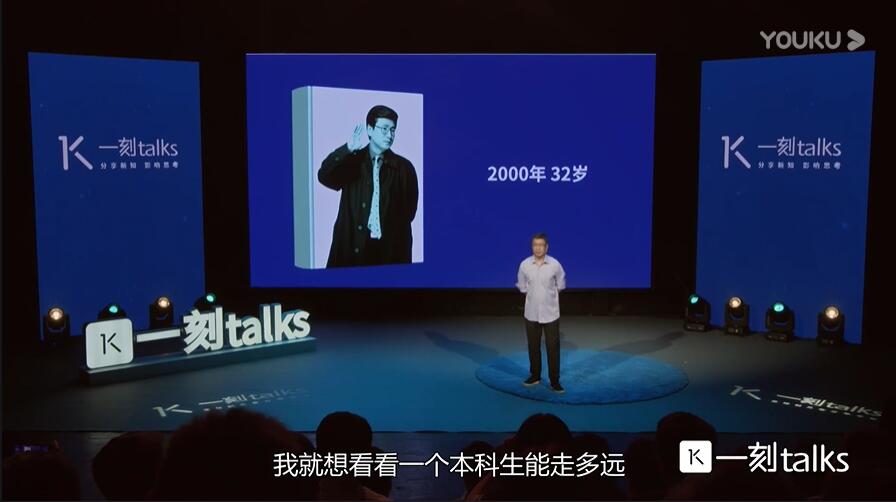 YOUKU
一刻talks
分享新知 影响思考
2000年 32岁
一刻talks
分享新知 影响思考
一刻talks
一刻talks
一刻talks
我就想看看一个本科生能走多远
一刻talks